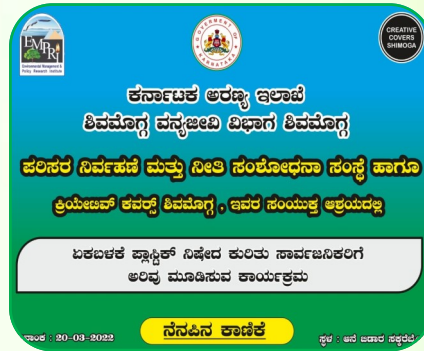 EMPRI
Environmental Management &
Policy Research Institute
GOVERNMENT OF
KARNATAKA
CREATIVE
COVERS
SHIMOGA
ಕರ್ನಾಟಕ ಅರಣ್ಯ ಇಲಾಖೆ
ಶಿವಮೊಗ್ಗ ವನ್ಯಜೀವಿ ವಿಭಾಗ ಶಿವಮೊಗ್ಗ
ಪರಿಸರ ನಿರ್ವಹಣೆ ಮತ್ತು ನೀತಿ ಸಂಶೋಧನಾ ಸಂಸ್ಥೆ ಹಾಗೂ
ಕ್ರಿಯೇಟಿವ್ ಕವರ್ಸ್ ಶಿವಮೊಗ್ಗ , ಇವರ ಸಂಯುಕ್ತ ಆಶ್ರಯದಲ್ಲಿ
ಏಕಬಳಕೆ ಪ್ಲಾಸ್ಟಿಕ್ ನಿಷೇದ ಕುರಿತು ಸಾರ್ವಜನಿಕರಿಗೆ
ಅರಿವು ಮೂಡಿಸುವ ಕಾರ್ಯಕ್ರಮ
ನಾಂಕ : 20-03-2022
ನೆನಪಿನ ಕಾಣಿಕೆ
ಸ್ಥಳ : ಆನೆ ಬಿಡಾರ ಸಕ್ರೆಬೈ